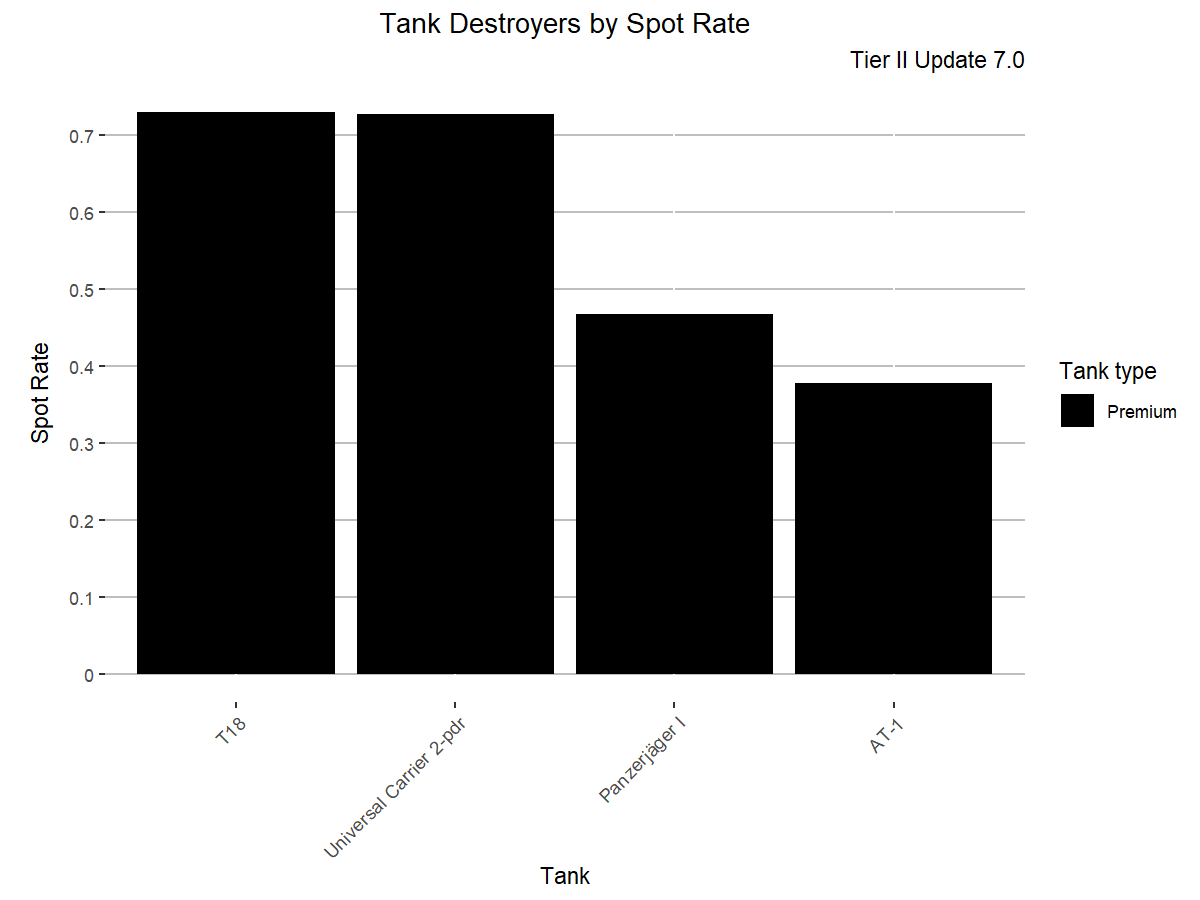 Tank Destroyers by Spot Rate
Tier II Update 7.0
Spot Rate
0.7
0.6
0.5
0.4
0.3
0.2
0.1
0
T18
Universal Carrier 2-pdr
Panzerjäger I
AT-1
Tank
Tank type
Premium